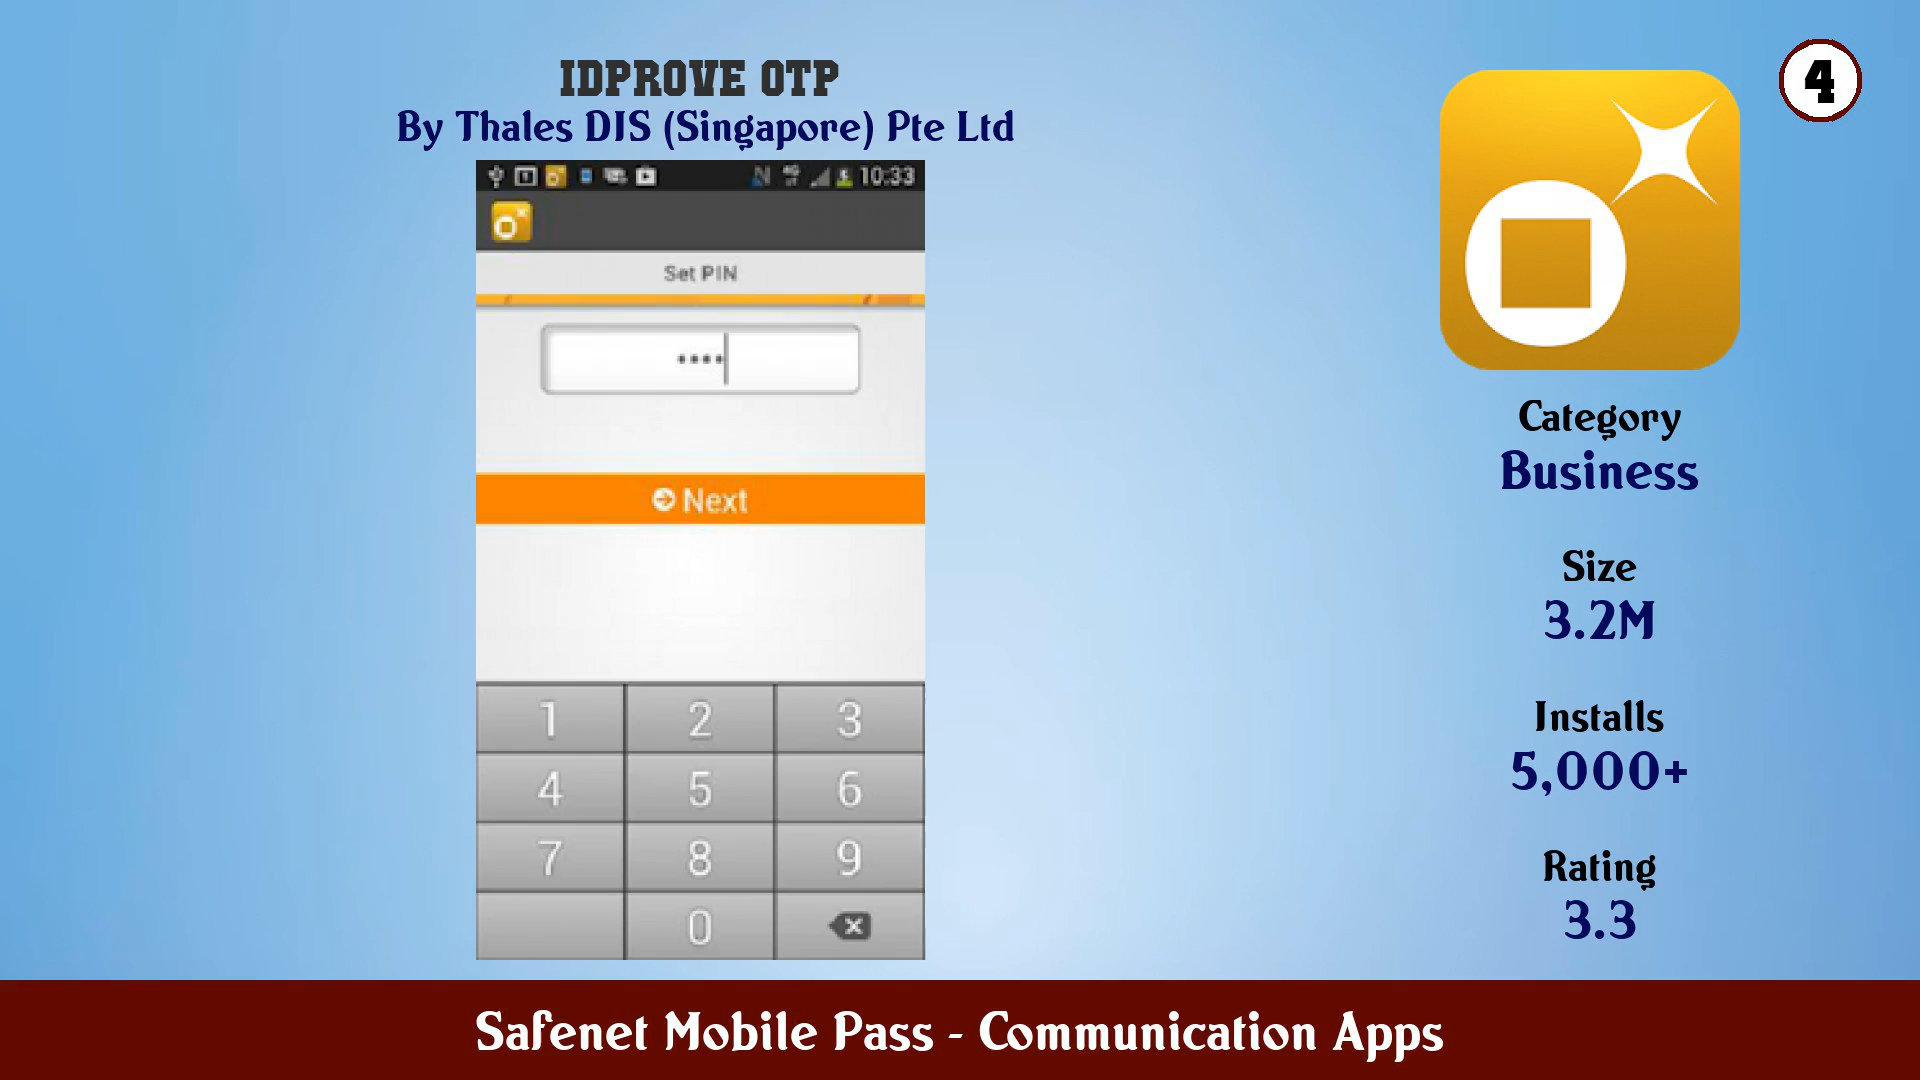 IDPROVE OTP
By Thales DIS (Singapore) Pte Ltd
4
10:33
Set PIN
••••
Next
1 2 3
4 5 6
7 8 9
0
Category
Business
Size
3.2M
Installs
5,000+
Rating
3.3
Safenet Mobile Pass - Communication Apps